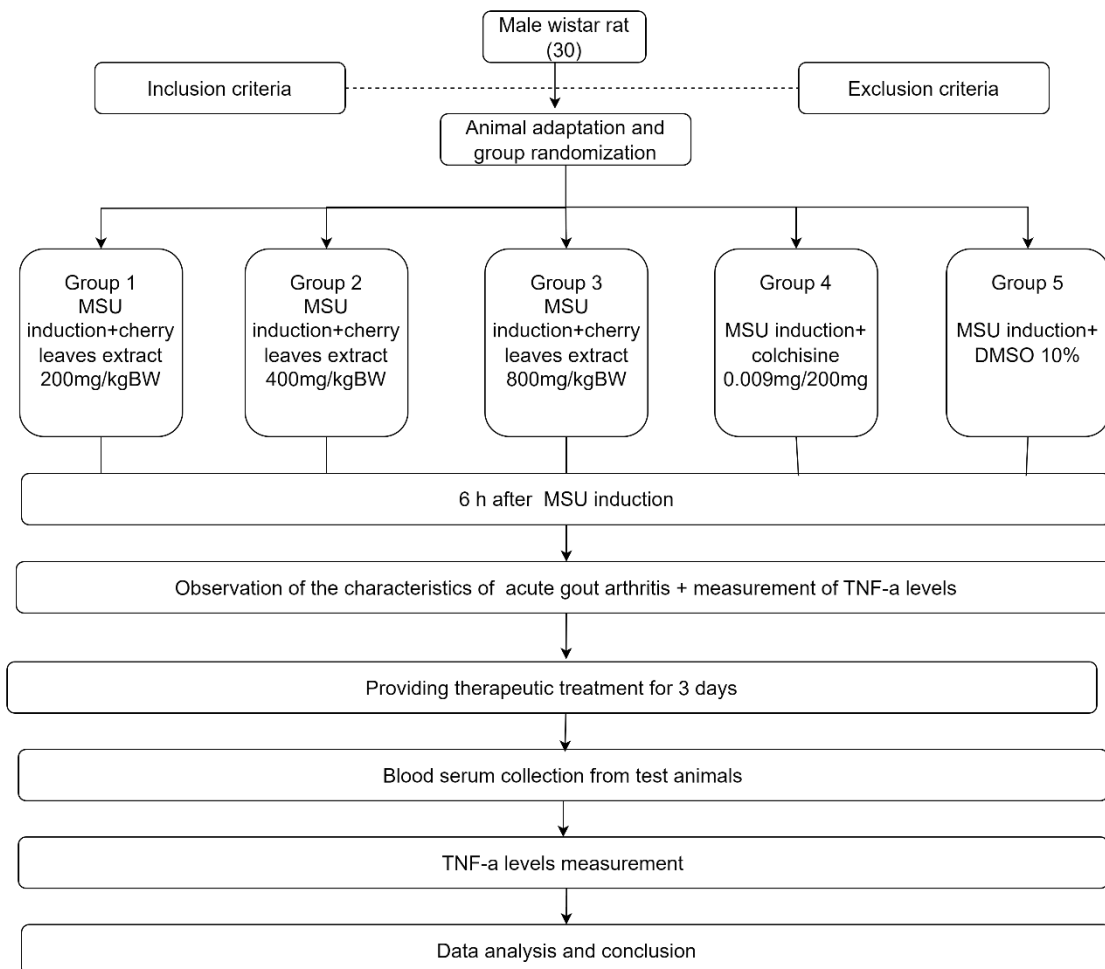 Male wistar rat
(30)
Inclusion criteria
Exclusion criteria
Animal adaptation and
group randomization
Group 1
MSU
induction+cherry
leaves extract
200mg/kgBW
Group 2
MSU
induction+cherry
leaves extract
400mg/kgBW
Group 3
MSU
induction+cherry
leaves extract
800mg/kgBW
Group 4
MSU induction+
colchisine
0.009mg/200mg
Group 5
MSU induction+
DMSO 10%
6 h after MSU induction
Observation of the characteristics of acute gout arthritis + measurement of TNF-a levels
Providing therapeutic treatment for 3 days
Blood serum collection from test animals
TNF-a levels measurement
Data analysis and conclusion